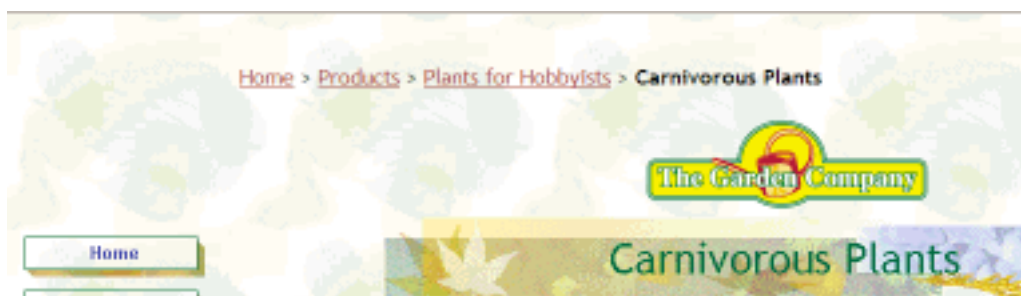 Home > Products > Plants for Hobbyists > Carnivorous Plants
The Garden Company
Home
Carnivorous Plants